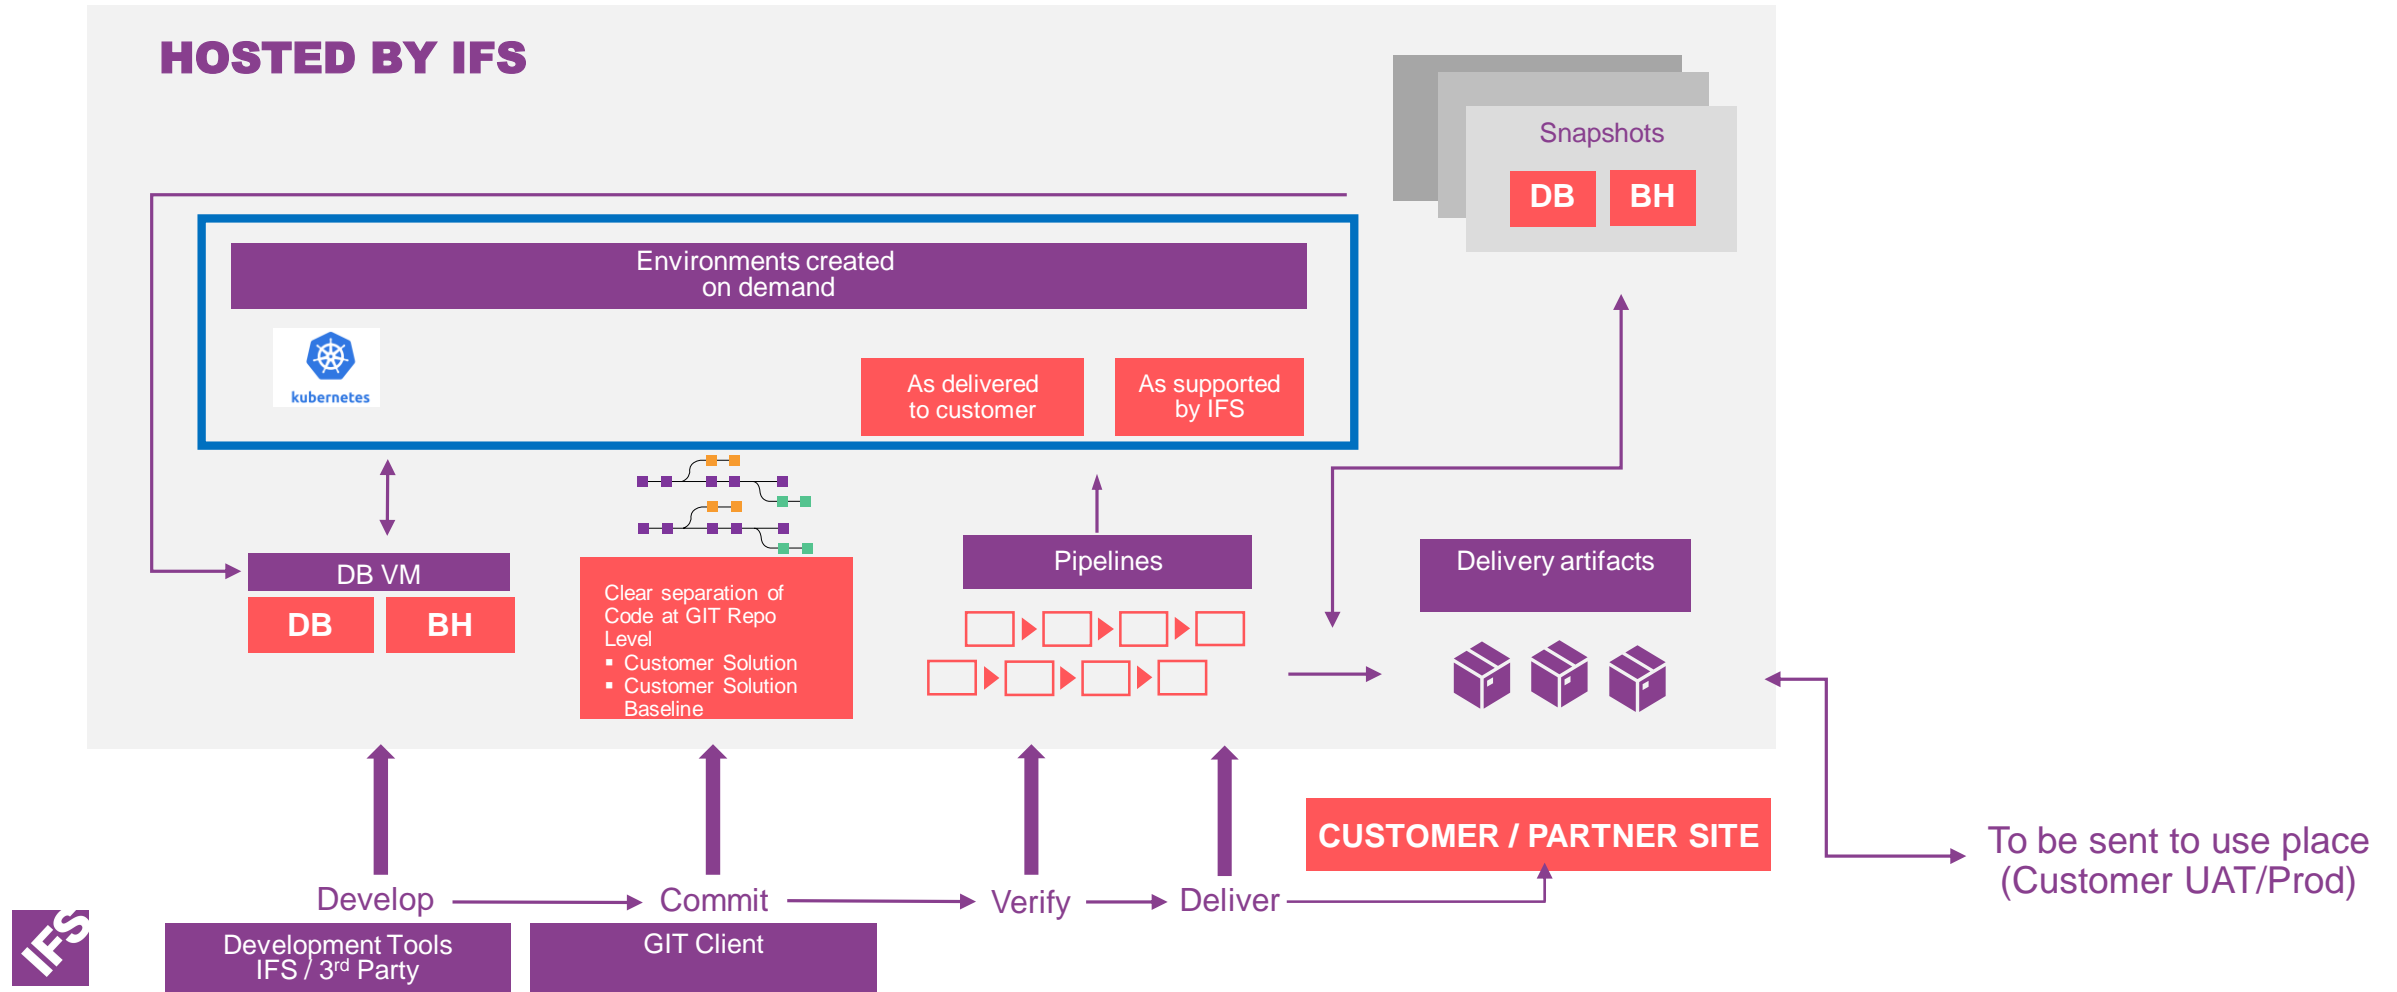 HOSTED BY IFS
Snapshots
DB
BH
Environments created
on demand
kubernetes
As delivered
to customer
As supported
by IFS
DB VM
DB
BH
Clear separation of
Code at GIT Repo
Level
▪ Customer Solution
▪ Customer Solution
Baseline
Pipelines
Delivery artifacts
CUSTOMER / PARTNER SITE
To be sent to use place
(Customer UAT/Prod)
Develop
Commit
Verify
Deliver
IFS
Development Tools
IFS / 3rd Party
GIT Client